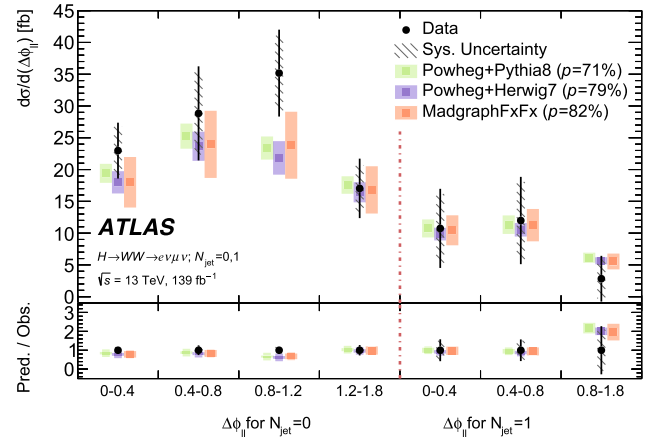 dσ/d(Δϕ||) [fb]
45
40
35
30
25
20
15
10
5
0
Data
Sys. Uncertainty
Powheg+Pythia8 (p=71%)
Powheg+Herwig7 (p=79%)
MadgraphFxFx (p=82%)
ATLAS
H→WW→eνμν; Njet=0,1
√s = 13 TeV, 139 fb⁻¹
Pred. / Obs.
3
2
1
0
0-0.4 0.4-0.8 0.8-1.2 1.2-1.8 0-0.4 0.4-0.8 0.8-1.8
Δϕ|| for Njet=0 Δϕ|| for Njet=1